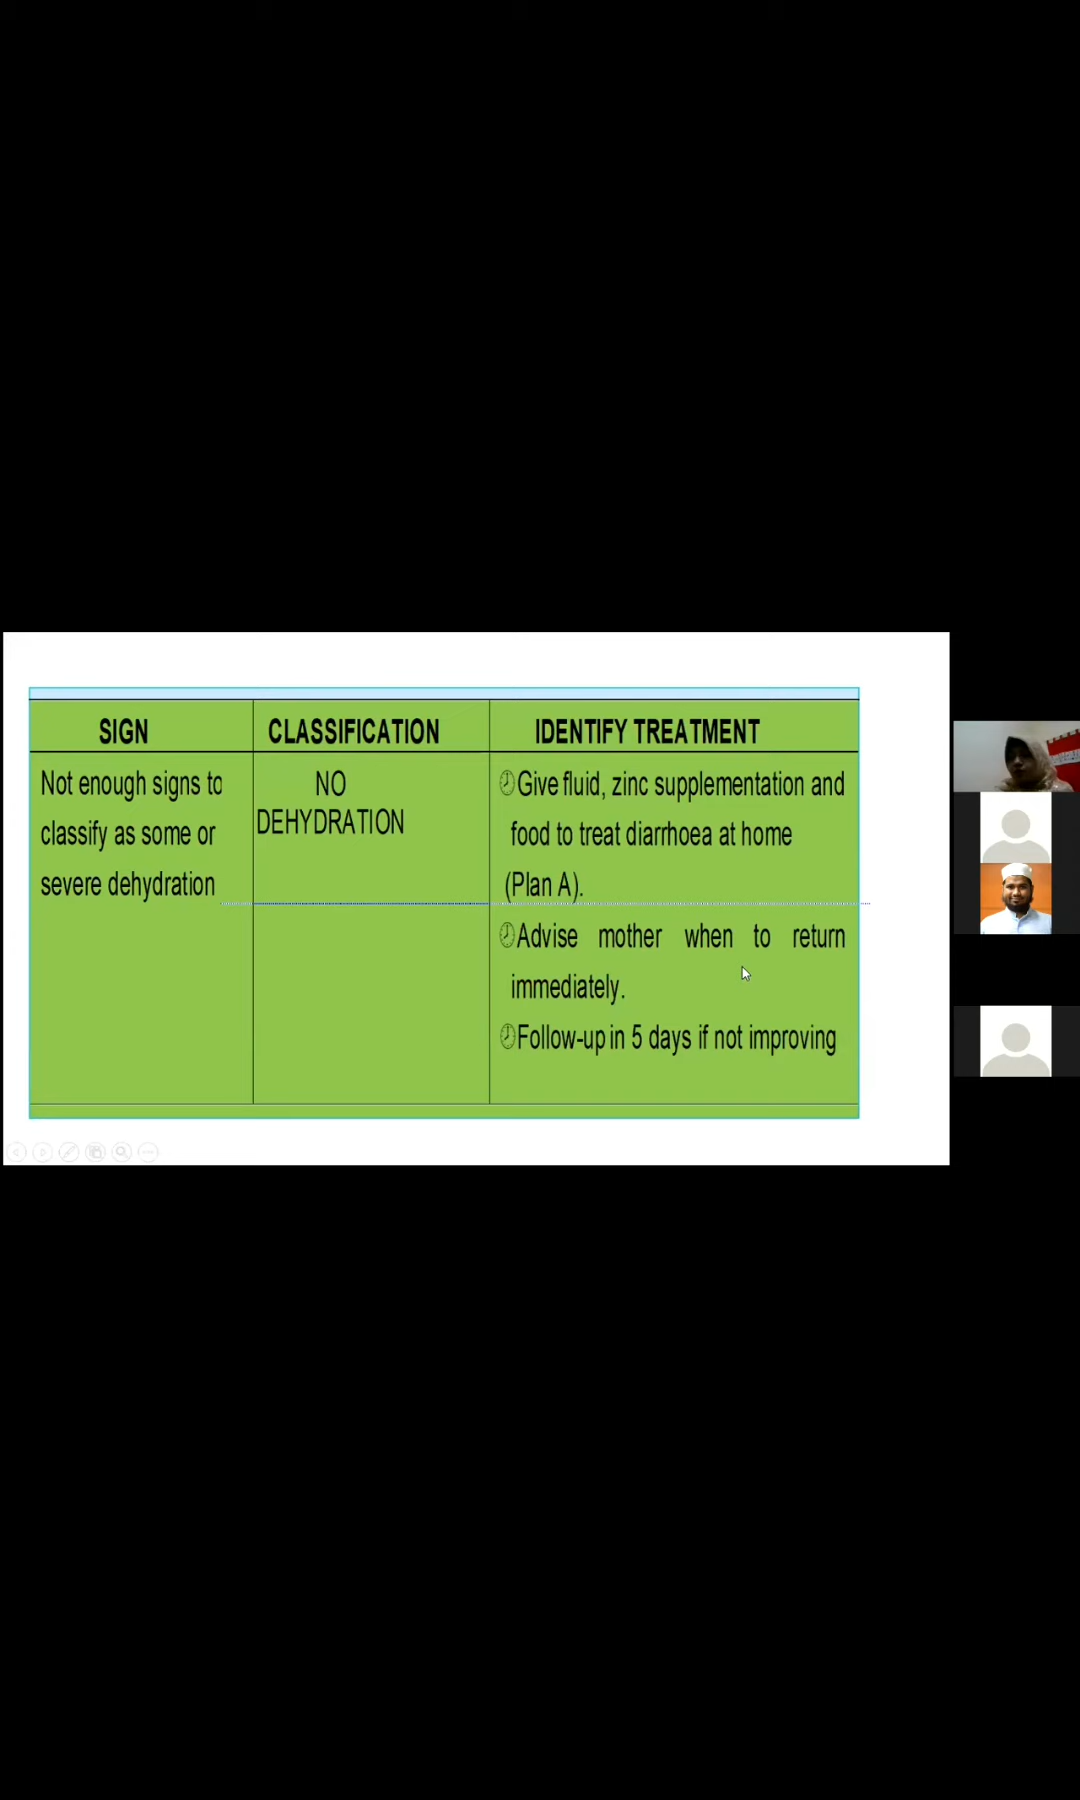 SIGN
CLASSIFICATION
IDENTIFY TREATMENT
Not enough signs to
classify as some or
severe dehydration
NO
DEHYDRATION
Give fluid, zinc supplementation and
food to treat diarrhoea at home
(Plan A).
Advise mother when to return
immediately.
Follow-up in 5 days if not improving